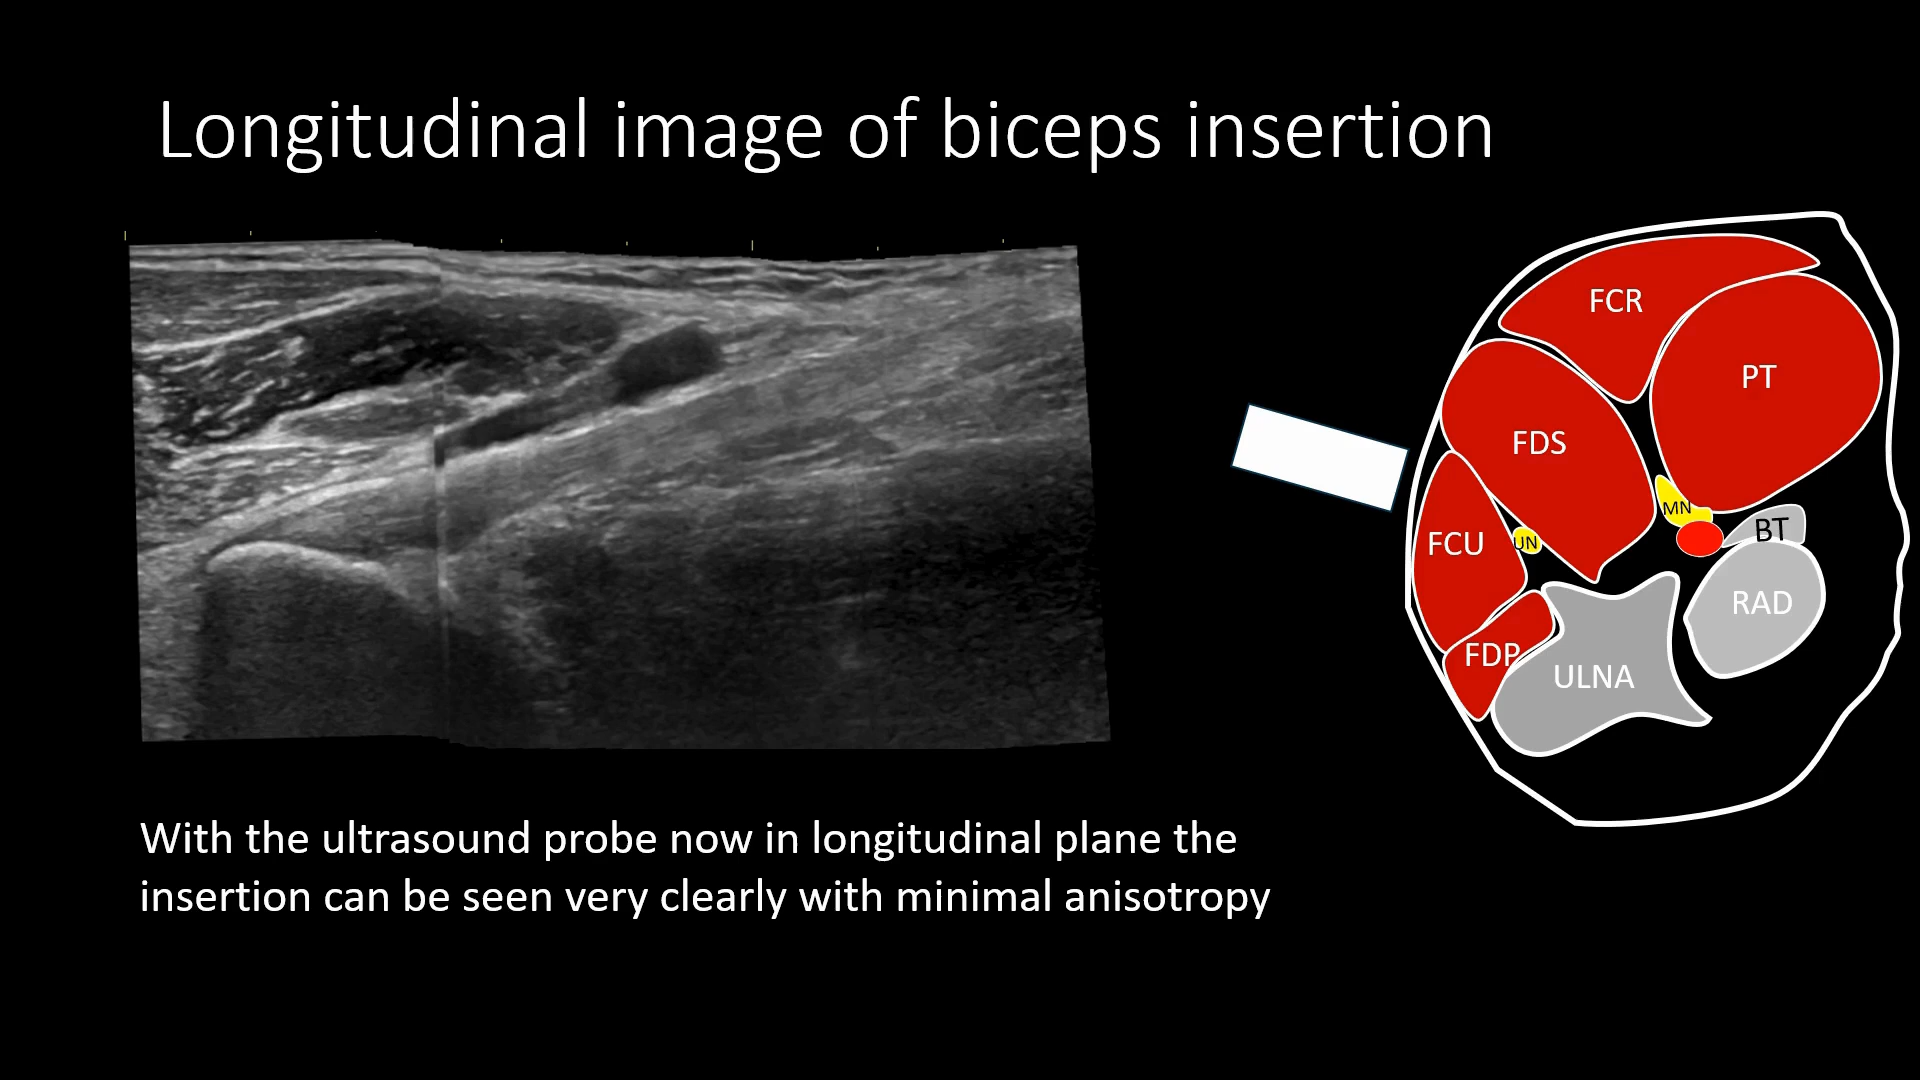 Longitudinal image of biceps insertion
FCR
PT
FDS
MN
BT
UN
FCU
RAD
FDP
ULNA
With the ultrasound probe now in longitudinal plane the
insertion can be seen very clearly with minimal anisotropy